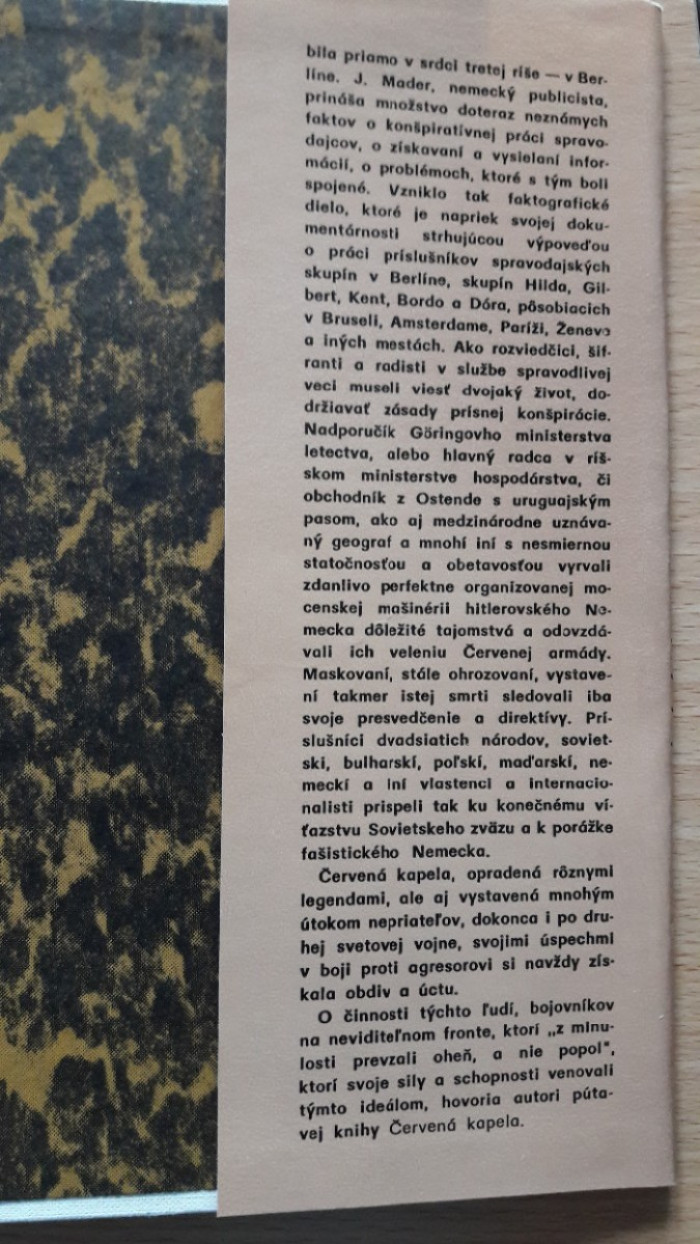 bila priamo v srdci tretej ríše — v Ber-
líne. J. Mader, nemecký publicista,
prináša množstvo doteraz neznámych
faktov o konšpiratívnej práci spravo-
dajcov, o získavaní a vysielaní infor-
mácií, o problémoch, ktoré s tým boli
spojené. Vzniklo tak faktografické
dielo, ktoré je napriek svojej doku-
mentárnosti strhujúcou výpoveďou
o práci príslušníkov spravodajských
skupín v Berlíne, skupín Hilda, Gil-
bert, Kent, Bordo a Dóra, pôsobiacich
v Bruseli, Amsterdame, Paríži, Ženeve
a iných mestách. Ako rozviedčici, šif-
ranti a radisti v službe spravodlivej
veci museli viesť dvojaký život, do-
držiavať zásady prísnej konšpirácie.
Nadporučík Göringovho ministerstva
letectva, alebo hlavný radca v ríš-
skom ministerstve hospodárstva, či
obchodník z Ostende s uruguajským
pasom, ako aj medzinárodne uznáva-
ný geograf a mnohí iní s nesmiernou
statočnosťou a obetavosťou vyrvali
zdanlivo perfektne organizovanej mo-
censkej mašinérii hitlerovského Ne-
mecka dôležité tajomstvá a odovzdá-
vali ich veleniu Červenej armády.
Maskovaní, stále ohrozovaní, vystave-
ní takmer istej smrti sledovali iba
svoje presvedčenie a direktívy. Prí-
slušníci dvadsiatich národov, soviet-
ski, bulharskí, poľskí, maďarskí, ne-
meckí a iní vlastenci a internacio-
nalisti prispeli tak ku konečnému ví-
ťazstvu Sovietskeho zväzu a k porážke
fašistického Nemecka.
Červená kapela, opradená rôznymi
legendami, ale aj vystavená mnohým
útokom nepriateľov, dokonca i po dru-
hej svetovej vojne, svojimi úspechmi
v boji proti agresorovi si navždy zís-
kala obdiv a úctu.
O činnosti týchto ľudí, bojovníkov
na neviditeľnom fronte, ktorí „z minu-
losti prevzali oheň, a nie popol",
ktorí svoje sily a schopnosti venovali
týmto ideálom, hovoria autori púta-
vej knihy Červená kapela.